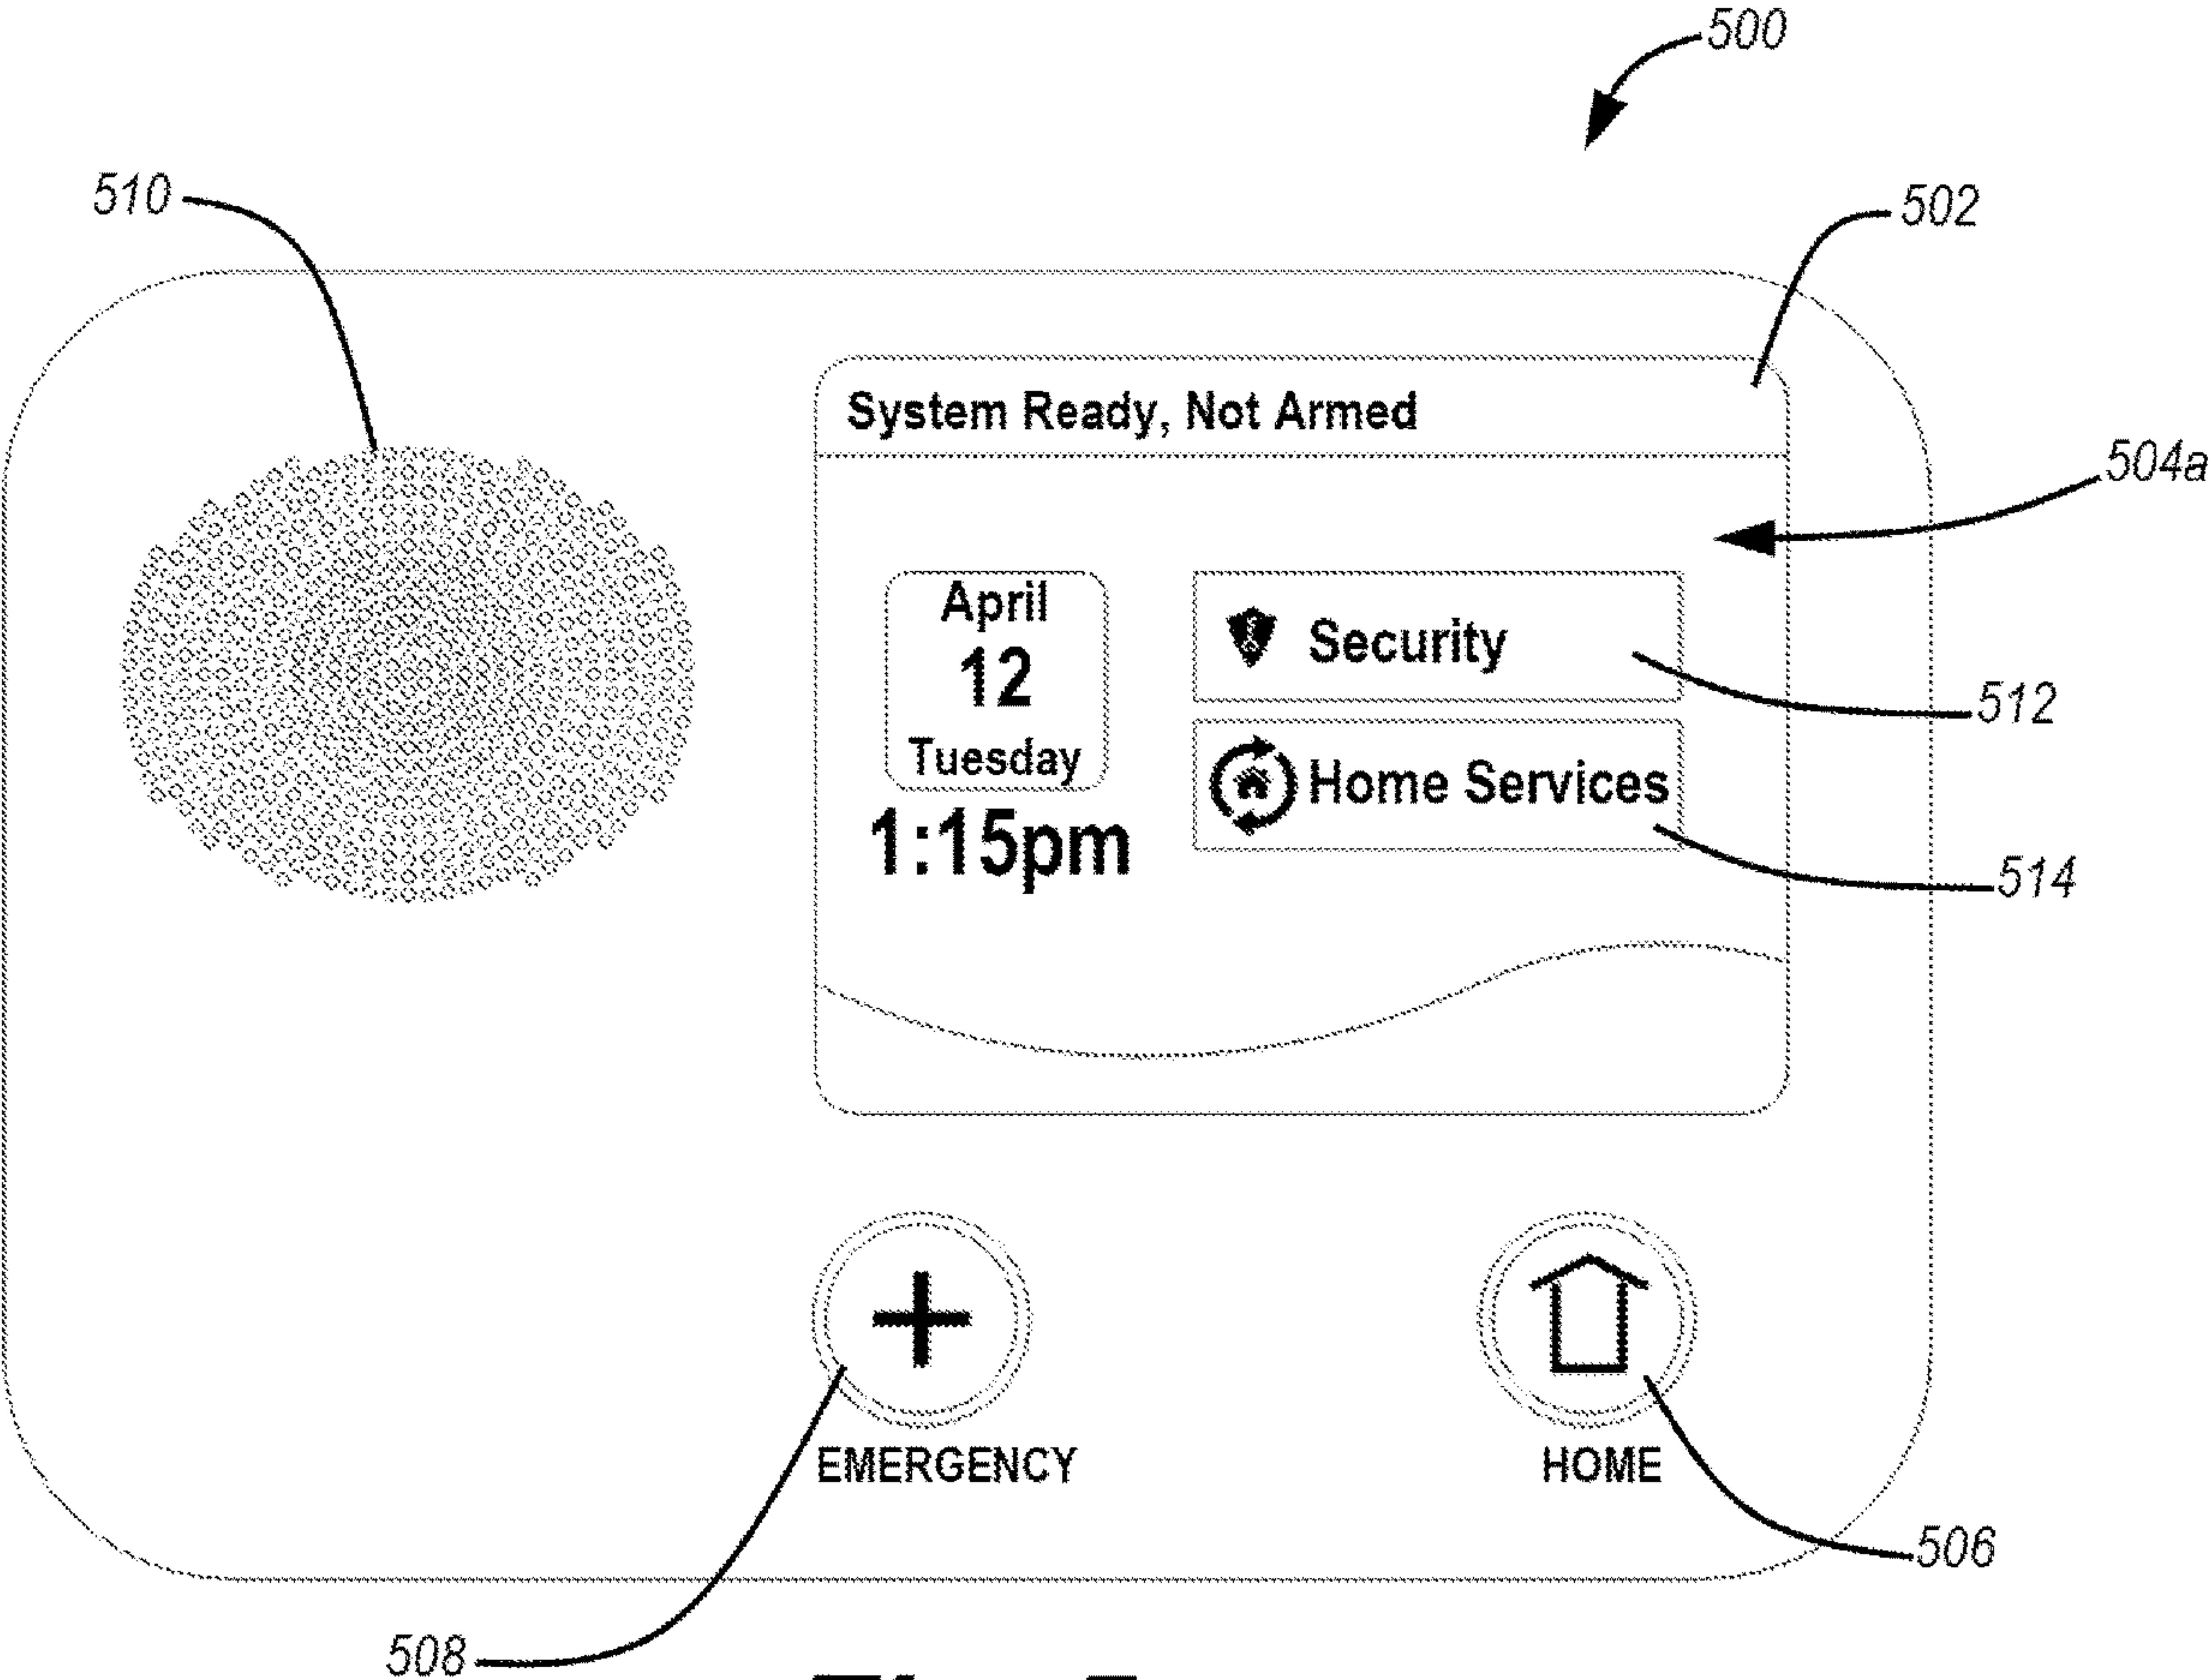 500
510
502
System Ready, Not Armed
504a
April
12
Tuesday
1:15pm
Security
512
Home Services
514
EMERGENCY
HOME
506
508